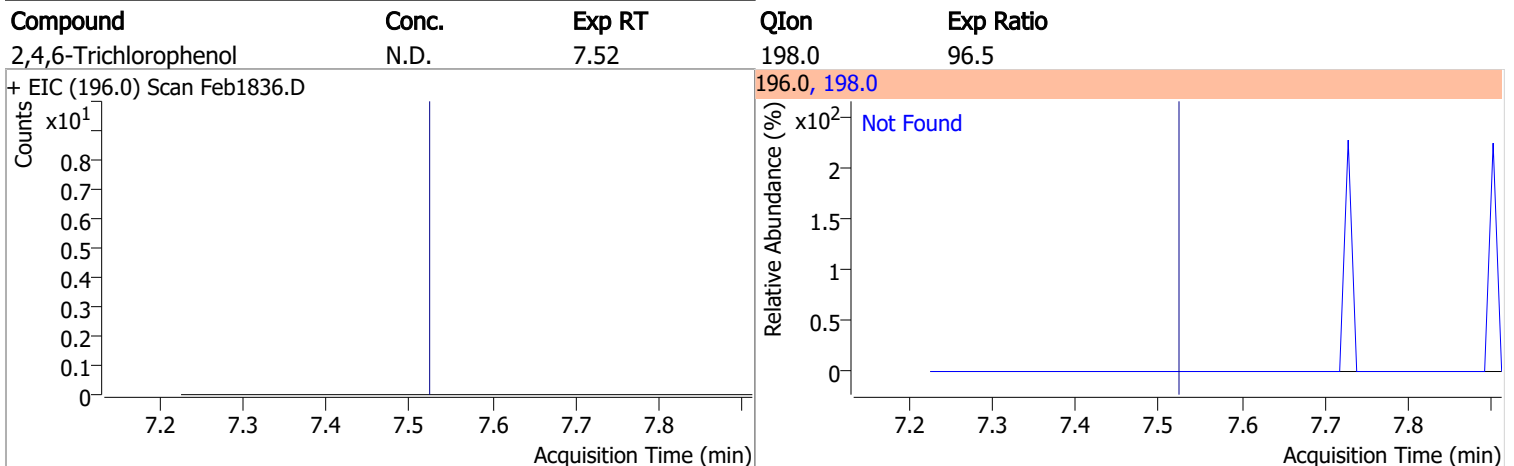 Compound Conc. Exp RT QIon Exp Ratio
2,4,6-Trichlorophenol N.D. 7.52 198.0 96.5
+ EIC (196.0) Scan Feb1836.D
Counts
x10¹
0.8
0.7
0.6
0.5
0.4
0.3
0.2
0.1
0
7.2 7.3 7.4 7.5 7.6 7.7 7.8
Acquisition Time (min)
196.0, 198.0
Relative Abundance (%)
x10²
Not Found
2
1.5
1
0.5
0
7.2 7.3 7.4 7.5 7.6 7.7 7.8
Acquisition Time (min)